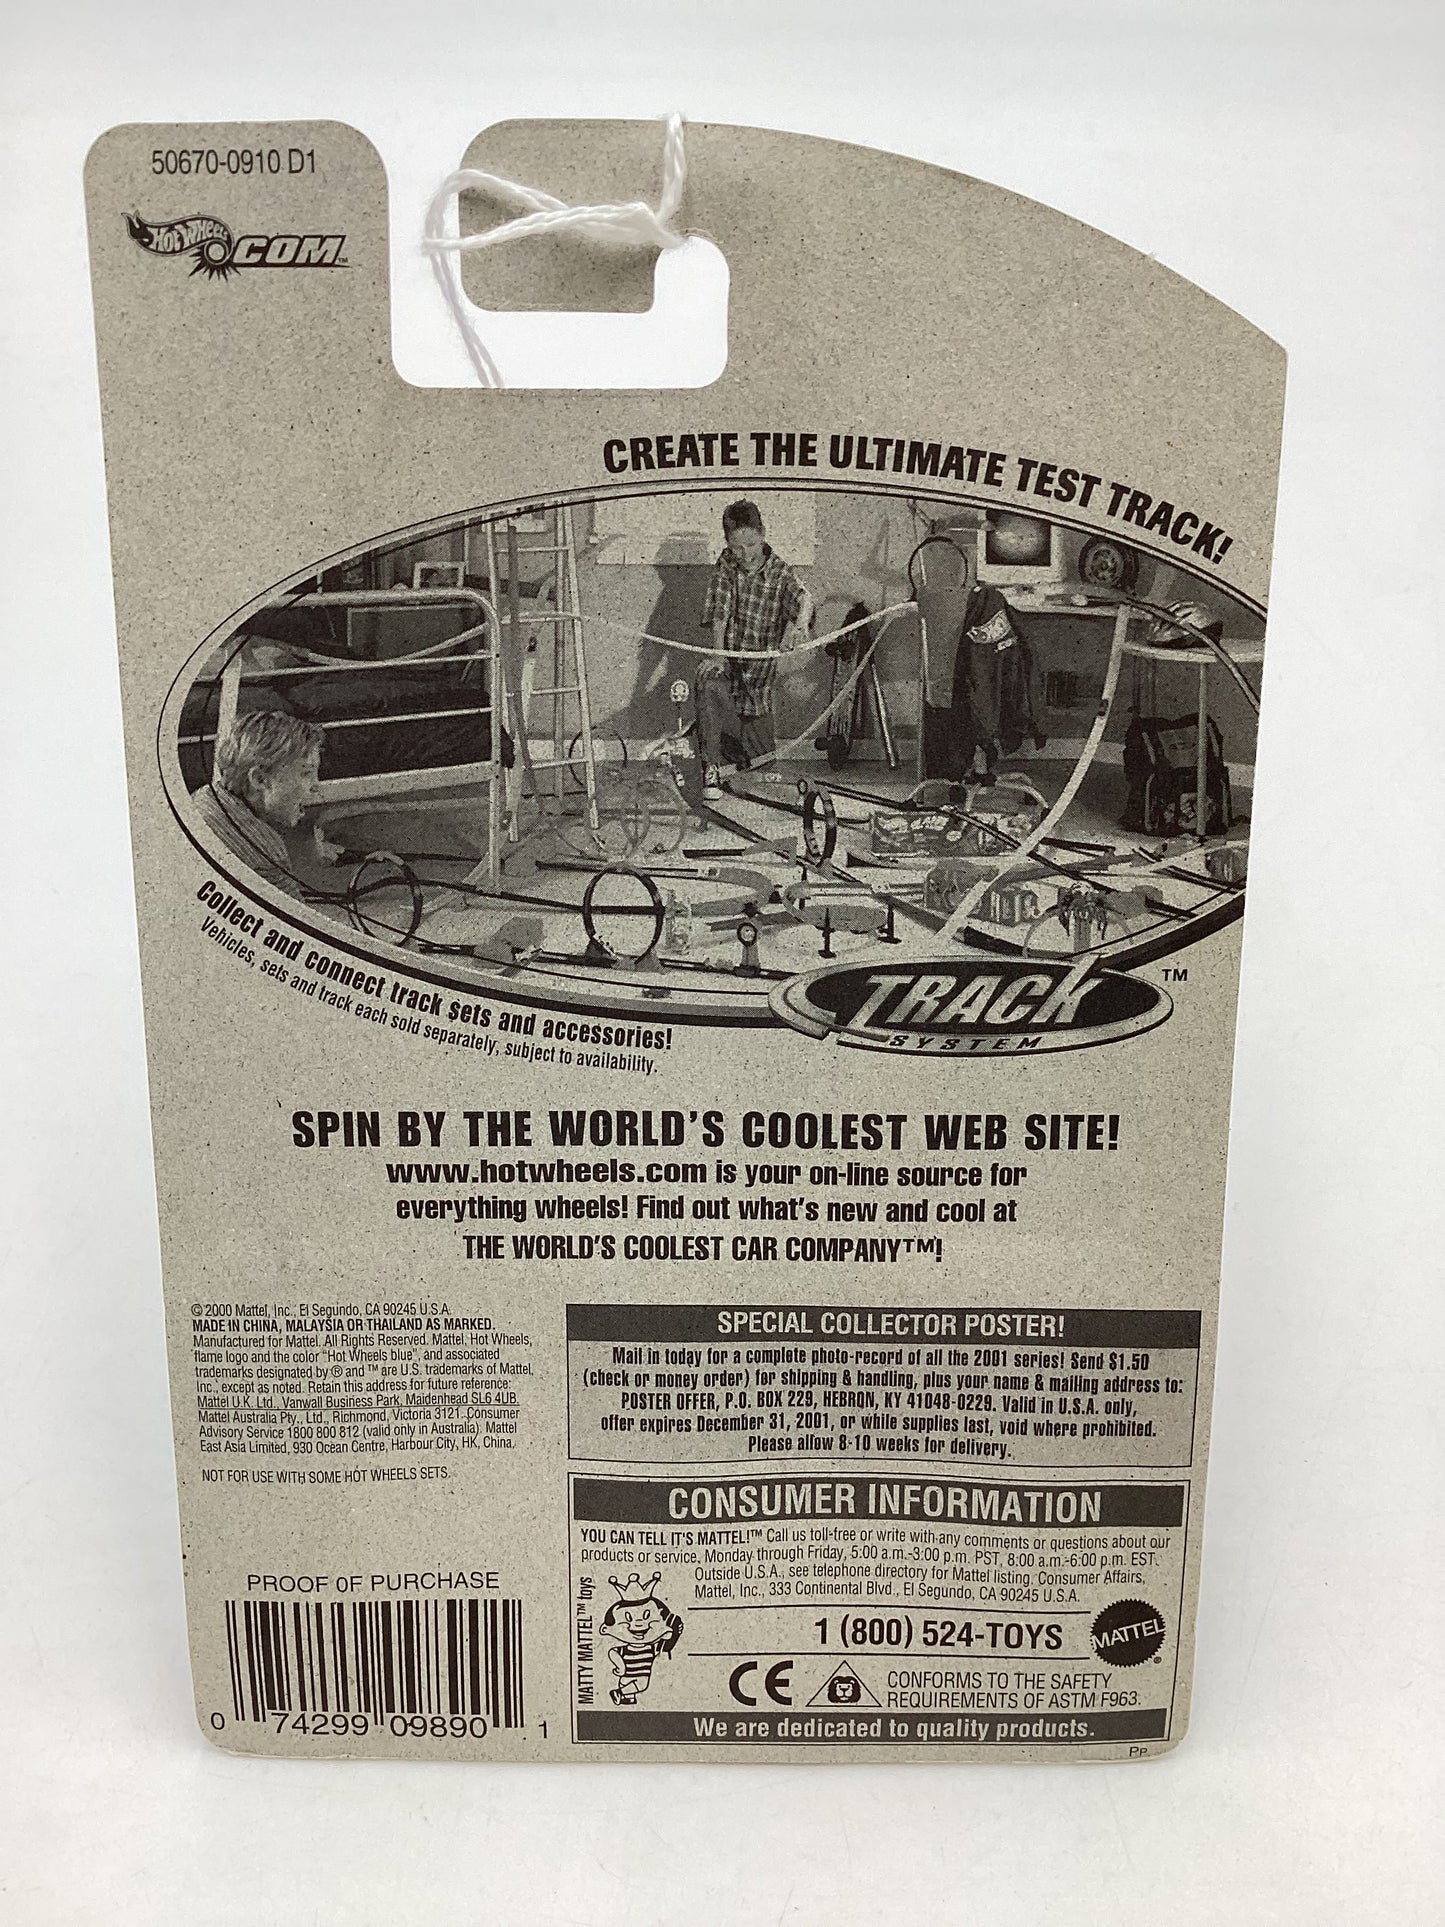 50670-0910 D1
HOT WHEELS.COM™
CREATE THE ULTIMATE TEST TRACK!
Collect and connect track sets and accessories!
Vehicles, sets and track each sold separately, subject to availability.
TRACK™
SYSTEM
SPIN BY THE WORLD'S COOLEST WEB SITE!
www.hotwheels.com is your on-line source for
everything wheels! Find out what's new and cool at
THE WORLD'S COOLEST CAR COMPANY™!
© 2000 Mattel, Inc., El Segundo, CA 90245 U.S.A.
MADE IN CHINA, MALAYSIA OR THAILAND AS MARKED.
Manufactured for Mattel. All Rights Reserved. Mattel, Hot Wheels,
flame logo and the color "Hot Wheels blue", and associated
trademarks designated by ® and ™ are U.S. trademarks of Mattel,
Inc., except as noted. Retain this address for future reference:
Mattel U.K. Ltd., Vanwall Business Park, Maidenhead SL6 4UB.
Mattel Australia Pty., Ltd., Richmond, Victoria 3121. Consumer
Advisory Service 1800 800 812 (valid only in Australia). Mattel
East Asia Limited, 930 Ocean Centre, Harbour City, HK, China.
NOT FOR USE WITH SOME HOT WHEELS SETS.
PROOF OF PURCHASE
0 74299 09890 1
SPECIAL COLLECTOR POSTER!
Mail in today for a complete photo-record of all the 2001 series! Send $1.50
(check or money order) for shipping & handling, plus your name & mailing address to:
POSTER OFFER, P.O. BOX 229, HEBRON, KY 41048-0229. Valid in U.S.A. only,
offer expires December 31, 2001, or while supplies last, void where prohibited.
Please allow 8-10 weeks for delivery.
CONSUMER INFORMATION
YOU CAN TELL IT'S MATTEL!™ Call us toll-free or write with any comments or questions about our
products or service, Monday through Friday, 5:00 a.m.-3:00 p.m. PST, 8:00 a.m.-6:00 p.m. EST.
Outside U.S.A., see telephone directory for Mattel listing. Consumer Affairs,
Mattel, Inc., 333 Continental Blvd., El Segundo, CA 90245 U.S.A.
MATTY MATTEL™ toys
1 (800) 524-TOYS
MATTEL®
CE
CONFORMS TO THE SAFETY
REQUIREMENTS OF ASTM F963.
We are dedicated to quality products.
PP